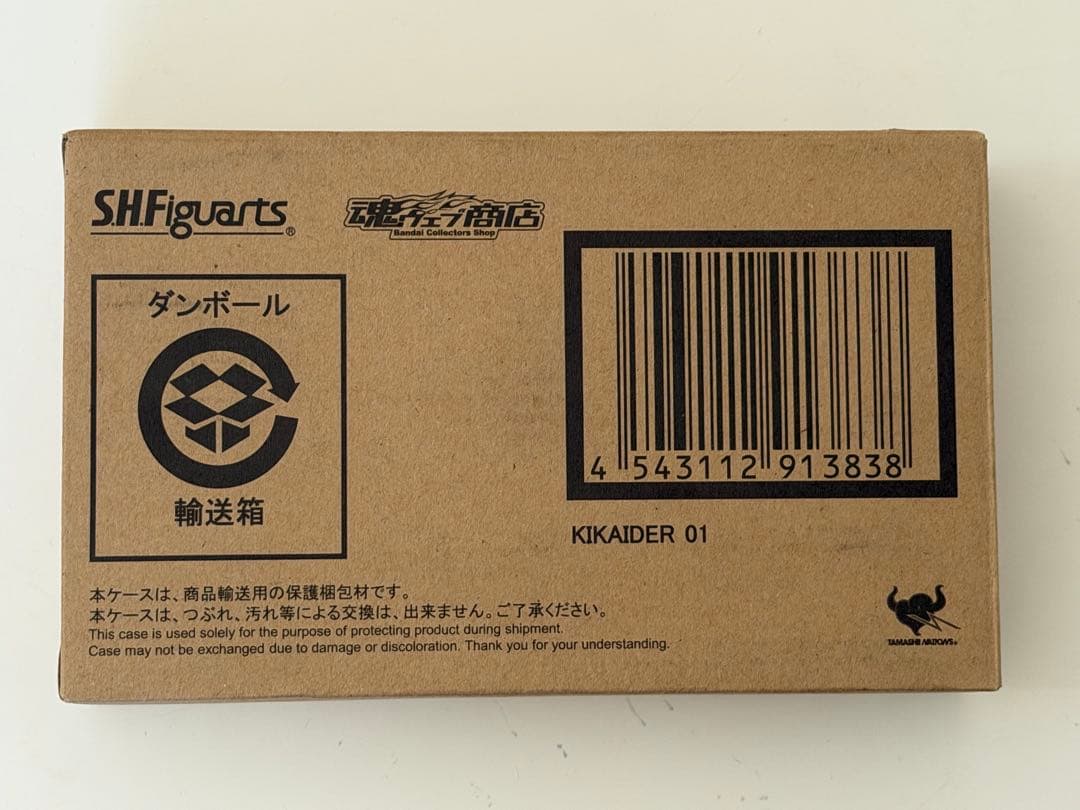 S.H.Figuarts®
魂ウェブ商店
Bandai Collectors Shop
ダンボール
輸送箱
4 543112 913838
KIKAIDER 01
本ケースは、商品輸送用の保護梱包材です。
本ケースは、つぶれ、汚れ等による交換は、出来ません。ご了承ください。
This case is used solely for the purpose of protecting product during shipment.
Case may not be exchanged due to damage or discoloration. Thank you for your understanding.
TAMASHII NATIONS®